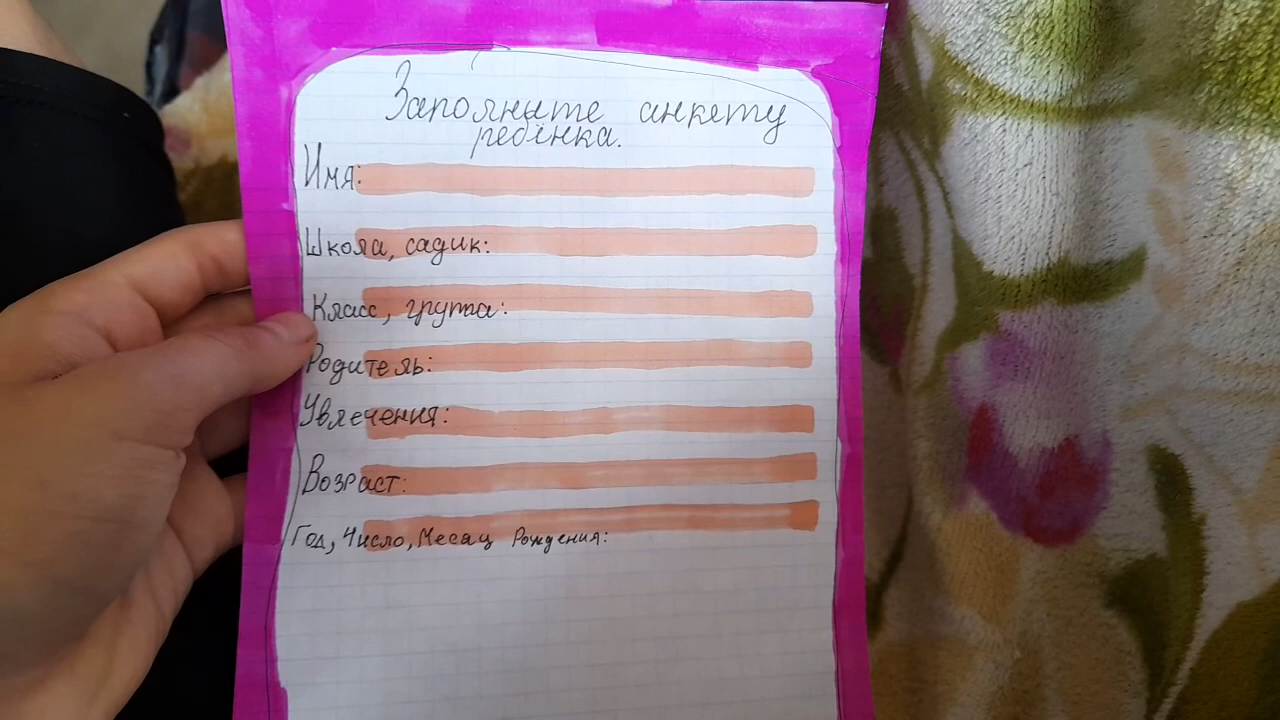 Заполните анкету
ребёнка.
Имя:
Школа, садик:
Класс, група:
Родитель:
Увлечения:
Возраст:
Год, Число, Месяц Рождения: